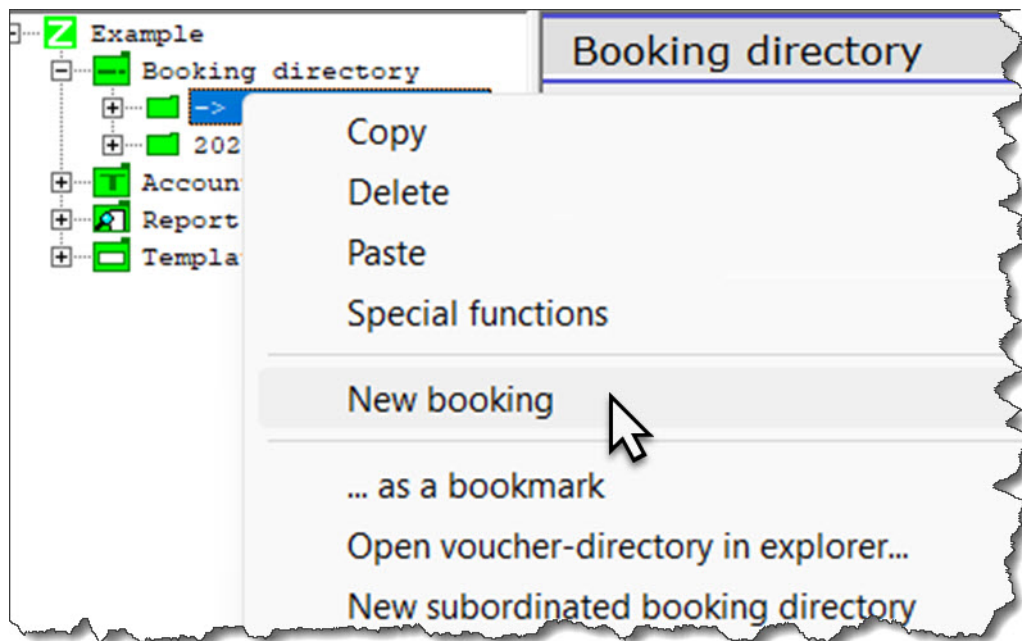 Z Example
Booking directory
Booking directory
->
202
Accoun
Report
Templa
Copy
Delete
Paste
Special functions
New booking
... as a bookmark
Open voucher-directory in explorer...
New subordinated booking directory